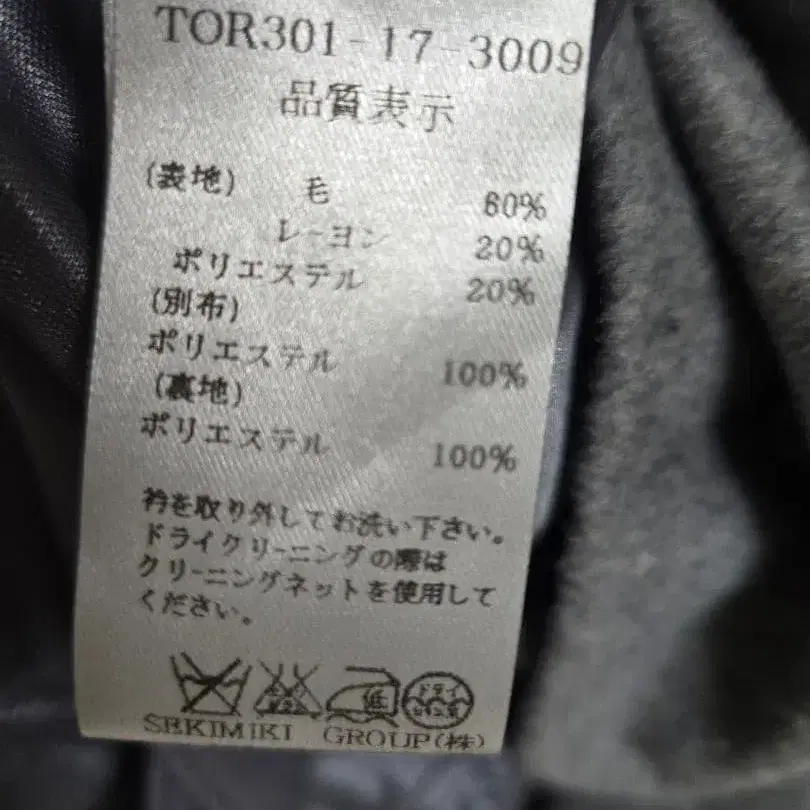 TOR301-17-3009
品質表示
(表地) 毛 60%
レーヨン 20%
ポリエステル 20%
(別布)
ポリエステル 100%
(裏地)
ポリエステル 100%
衿を取り外してお洗い下さい。
ドライクリーニングの際は
クリーニングネットを使用して
ください。
低 ドライ
SEKIMIKI GROUP(株)